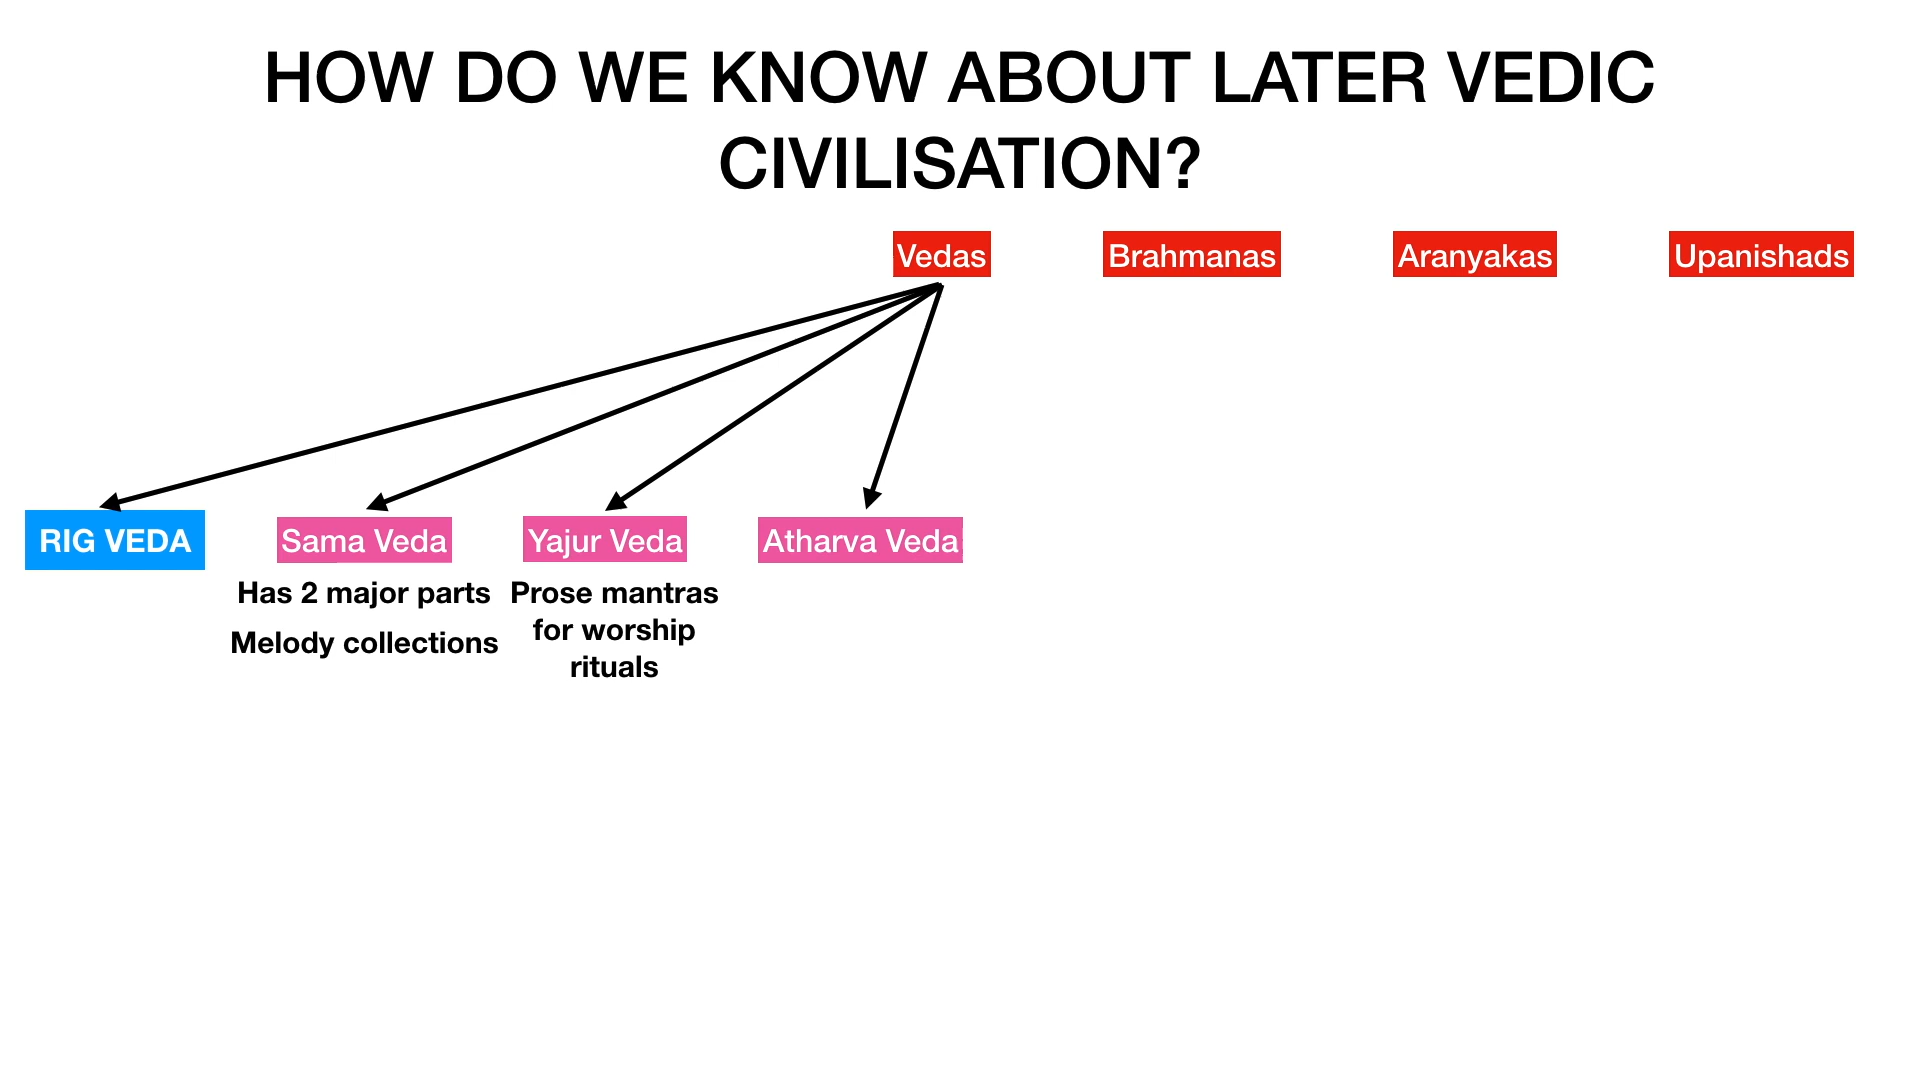 HOW DO WE KNOW ABOUT LATER VEDIC
CIVILISATION?
Vedas
Brahmanas
Aranyakas
Upanishads
RIG VEDA
Sama Veda
Yajur Veda
Atharva Veda
Has 2 major parts
Melody collections
Prose mantras
for worship
rituals